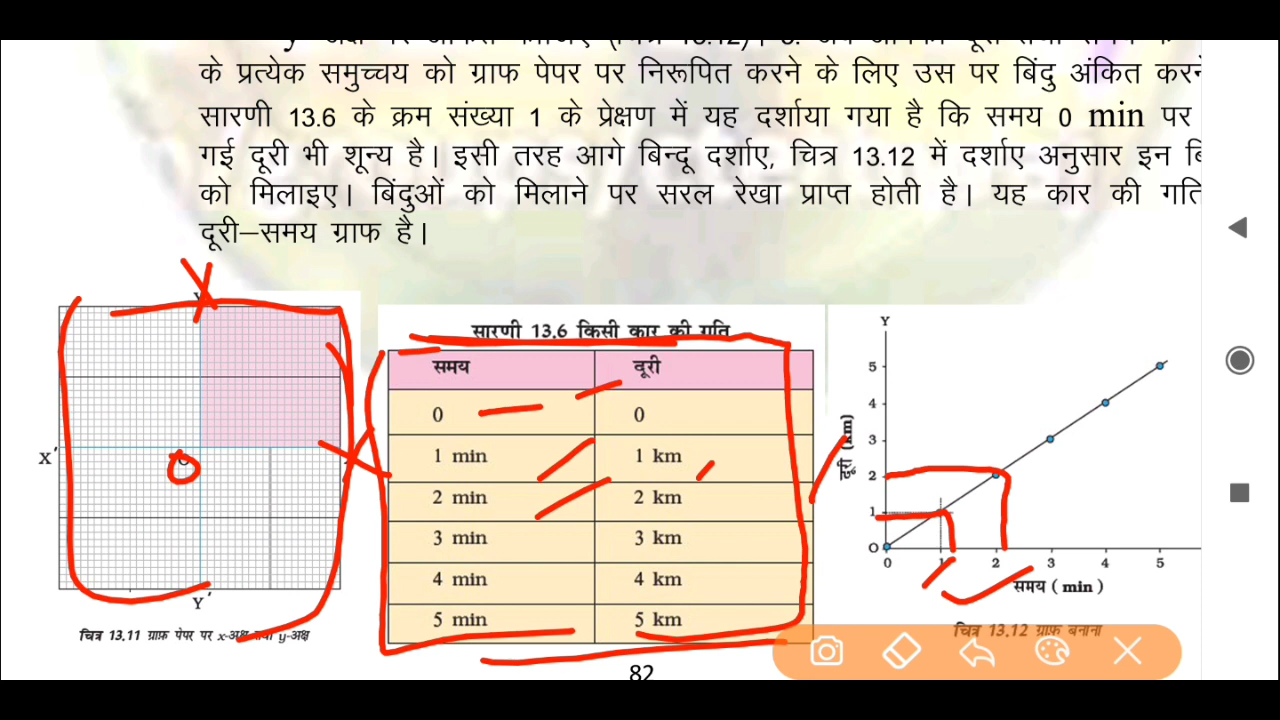 के प्रत्येक समुच्चय को ग्राफ पेपर पर निरूपित करने के लिए उस पर बिंदु अंकित
सारणी 13.6 के क्रम संख्या 1 के प्रेक्षण में यह दर्शाया गया है कि समय 0 min पर
गई दूरी भी शून्य है। इसी तरह आगे बिन्दू दर्शाए, चित्र 13.12 में दर्शाए अनुसार इन
को मिलाइए। बिंदुओं को मिलाने पर सरल रेखा प्राप्त होती है। यह कार की गति
दूरी–समय ग्राफ है।
X'
Y'
चित्र 13.11 ग्राफ़ पेपर पर x-अक्ष तथा y-अक्ष
सारणी 13.6 किसी कार की गति
समय दूरी
0 0
1 min 1 km
2 min 2 km
3 min 3 km
4 min 4 km
5 min 5 km
82
Y
5
4
3
2
1
O
0 1 2 3 4 5
दूरी (km)
समय ( min )
चित्र 13.12 ग्राफ़ बनाना